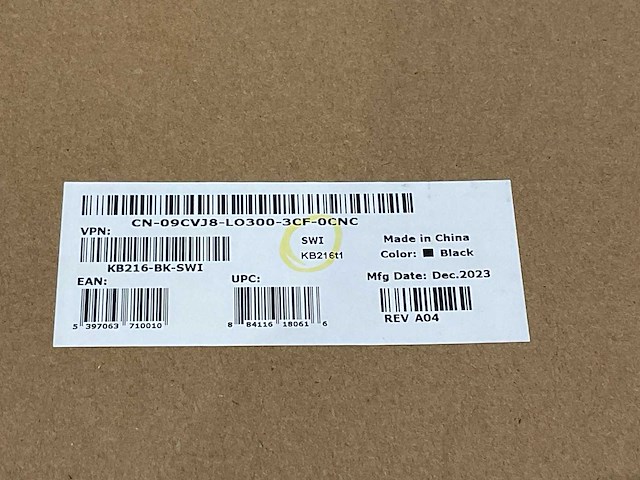 CN-09CVJ8-LO300-3CF-0CNC
VPN:
KB216-BK-SWI
SWI
KB216t1
Made in China
Color: Black
EAN:
5 397063 710010
UPC:
8 84116 18061 6
Mfg Date: Dec.2023
REV A04